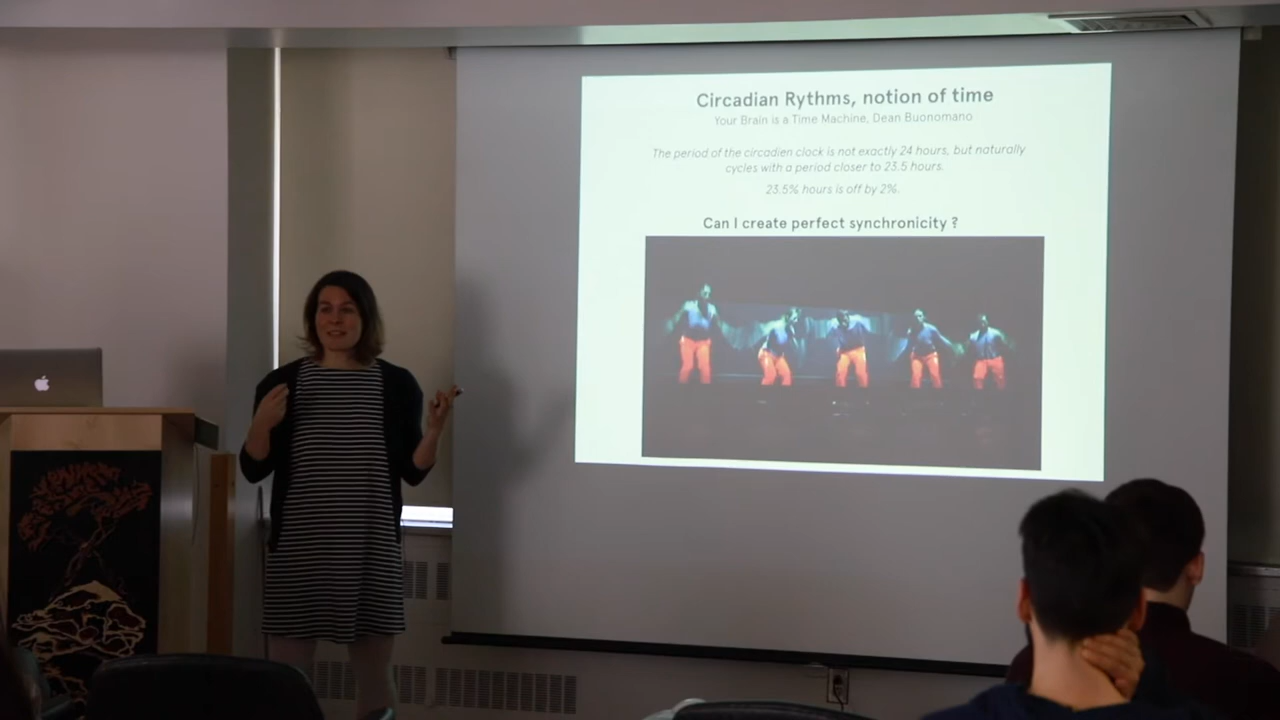 Circadian Rythms, notion of time
Your Brain is a Time Machine, Dean Buonomano
The period of the circadien clock is not exactly 24 hours, but naturally
cycles with a period closer to 23.5 hours.
23.5% hours is off by 2%.
Can I create perfect synchronicity ?